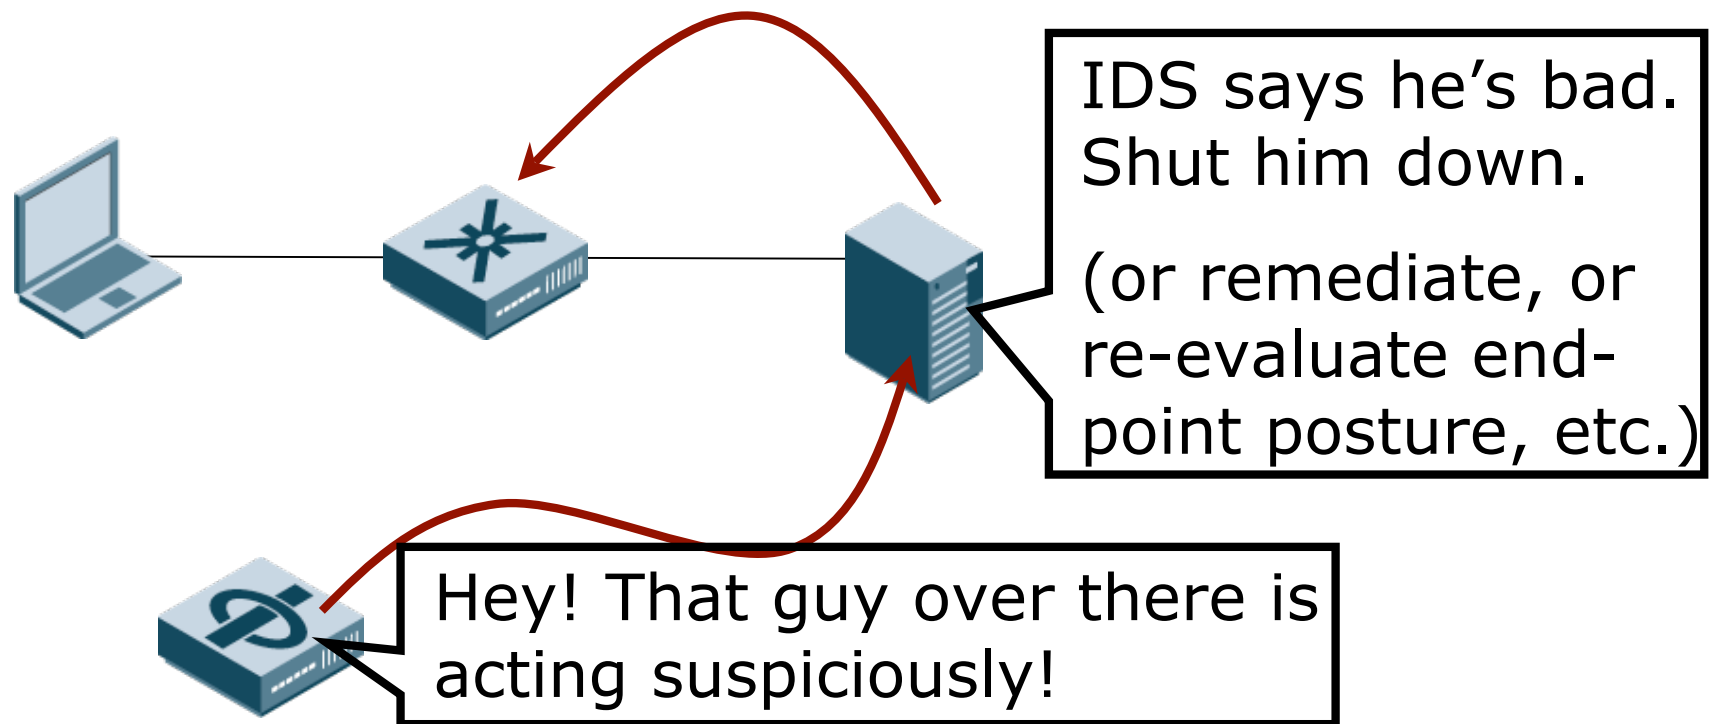 IDS says he’s bad.
Shut him down.
(or remediate, or
re-evaluate end-
point posture, etc.)
Hey! That guy over there is
acting suspiciously!